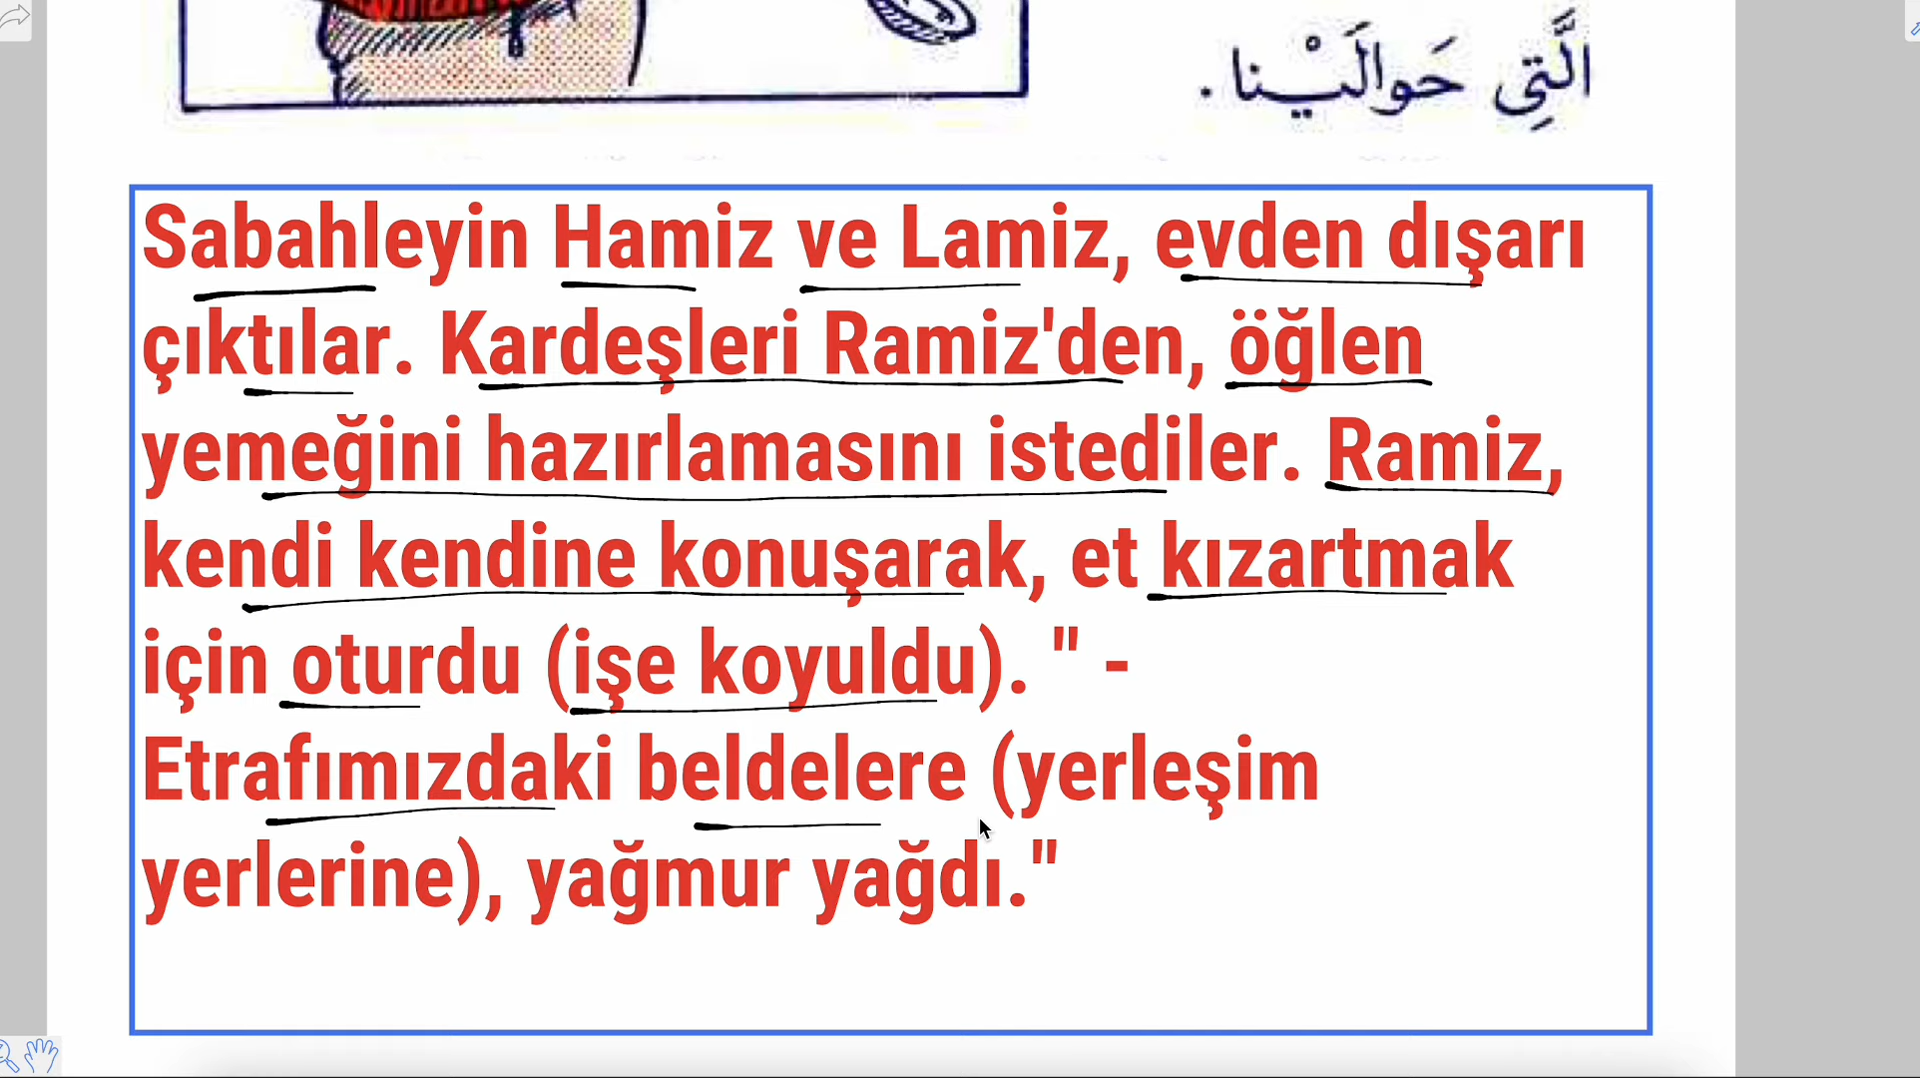 الَّتِي حَوالَيْنا.
Sabahleyin Hamiz ve Lamiz, evden dışarı
çıktılar. Kardeşleri Ramiz'den, öğlen
yemeğini hazırlamasını istediler. Ramiz,
kendi kendine konuşarak, et kızartmak
için oturdu (işe koyuldu). " -
Etrafımızdaki beldelere (yerleşim
yerlerine), yağmur yağdı."